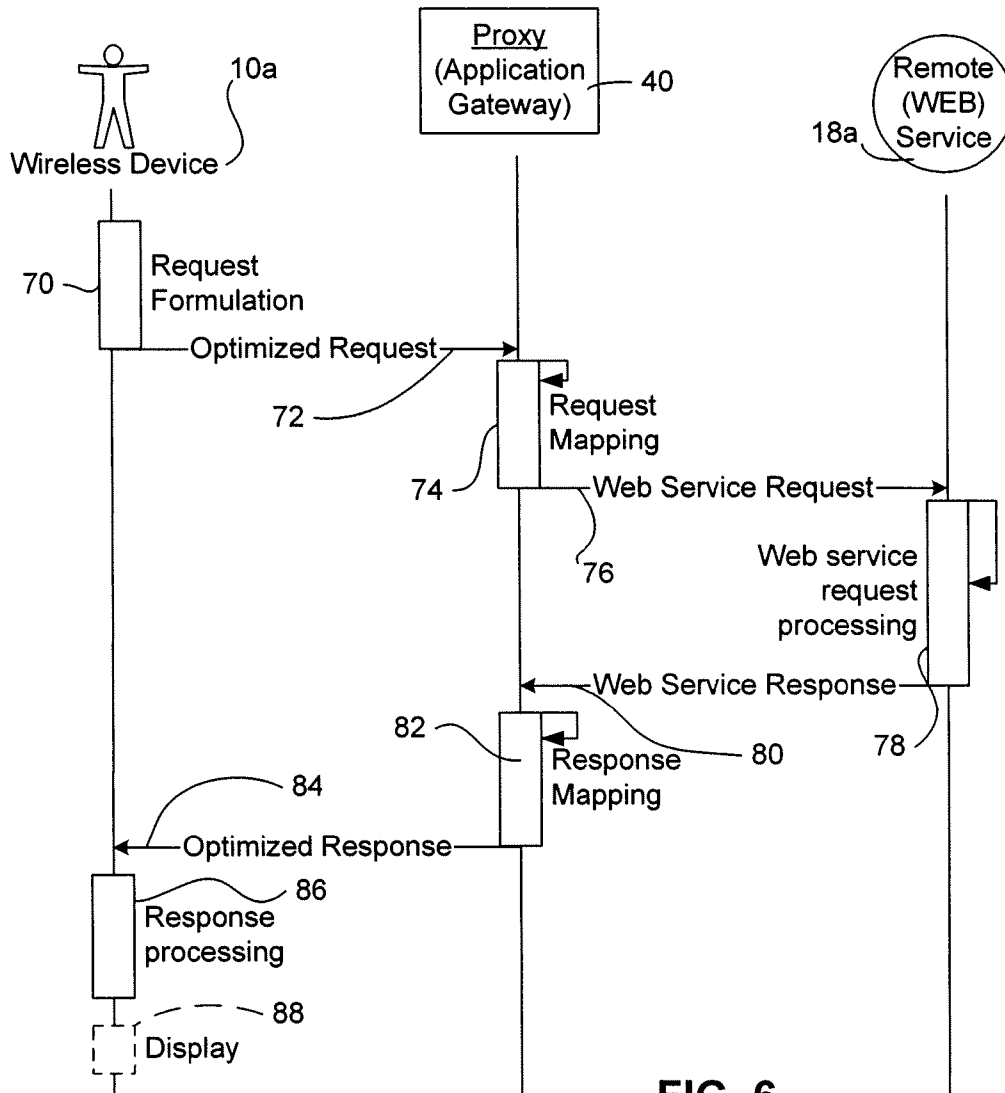 Proxy
(Application
Gateway)
40
10a
Wireless Device
Remote
(WEB)
Service
18a
70
Request
Formulation
Optimized Request
72
Request
Mapping
74
Web Service Request
76
Web service
request
processing
78
Web Service Response
80
82
Response
Mapping
84
Optimized Response
86
Response
processing
88
Display
FIG. 6